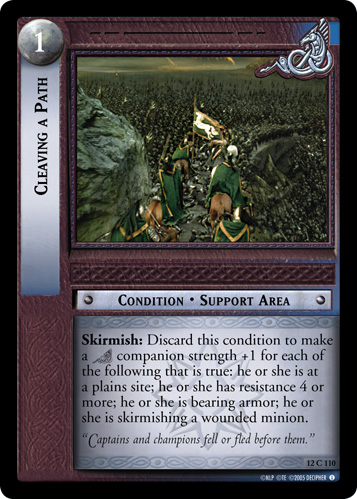 1
CLEAVING A PATH
CONDITION • SUPPORT AREA
Skirmish: Discard this condition to make
a companion strength +1 for each of
the following that is true: he or she is at
a plains site; he or she has resistance 4 or
more; he or she is bearing armor; he or
she is skirmishing a wounded minion.
"Captains and champions fell or fled before them."
12 C 110
©NLP ©TE ©2005 DECIPHER